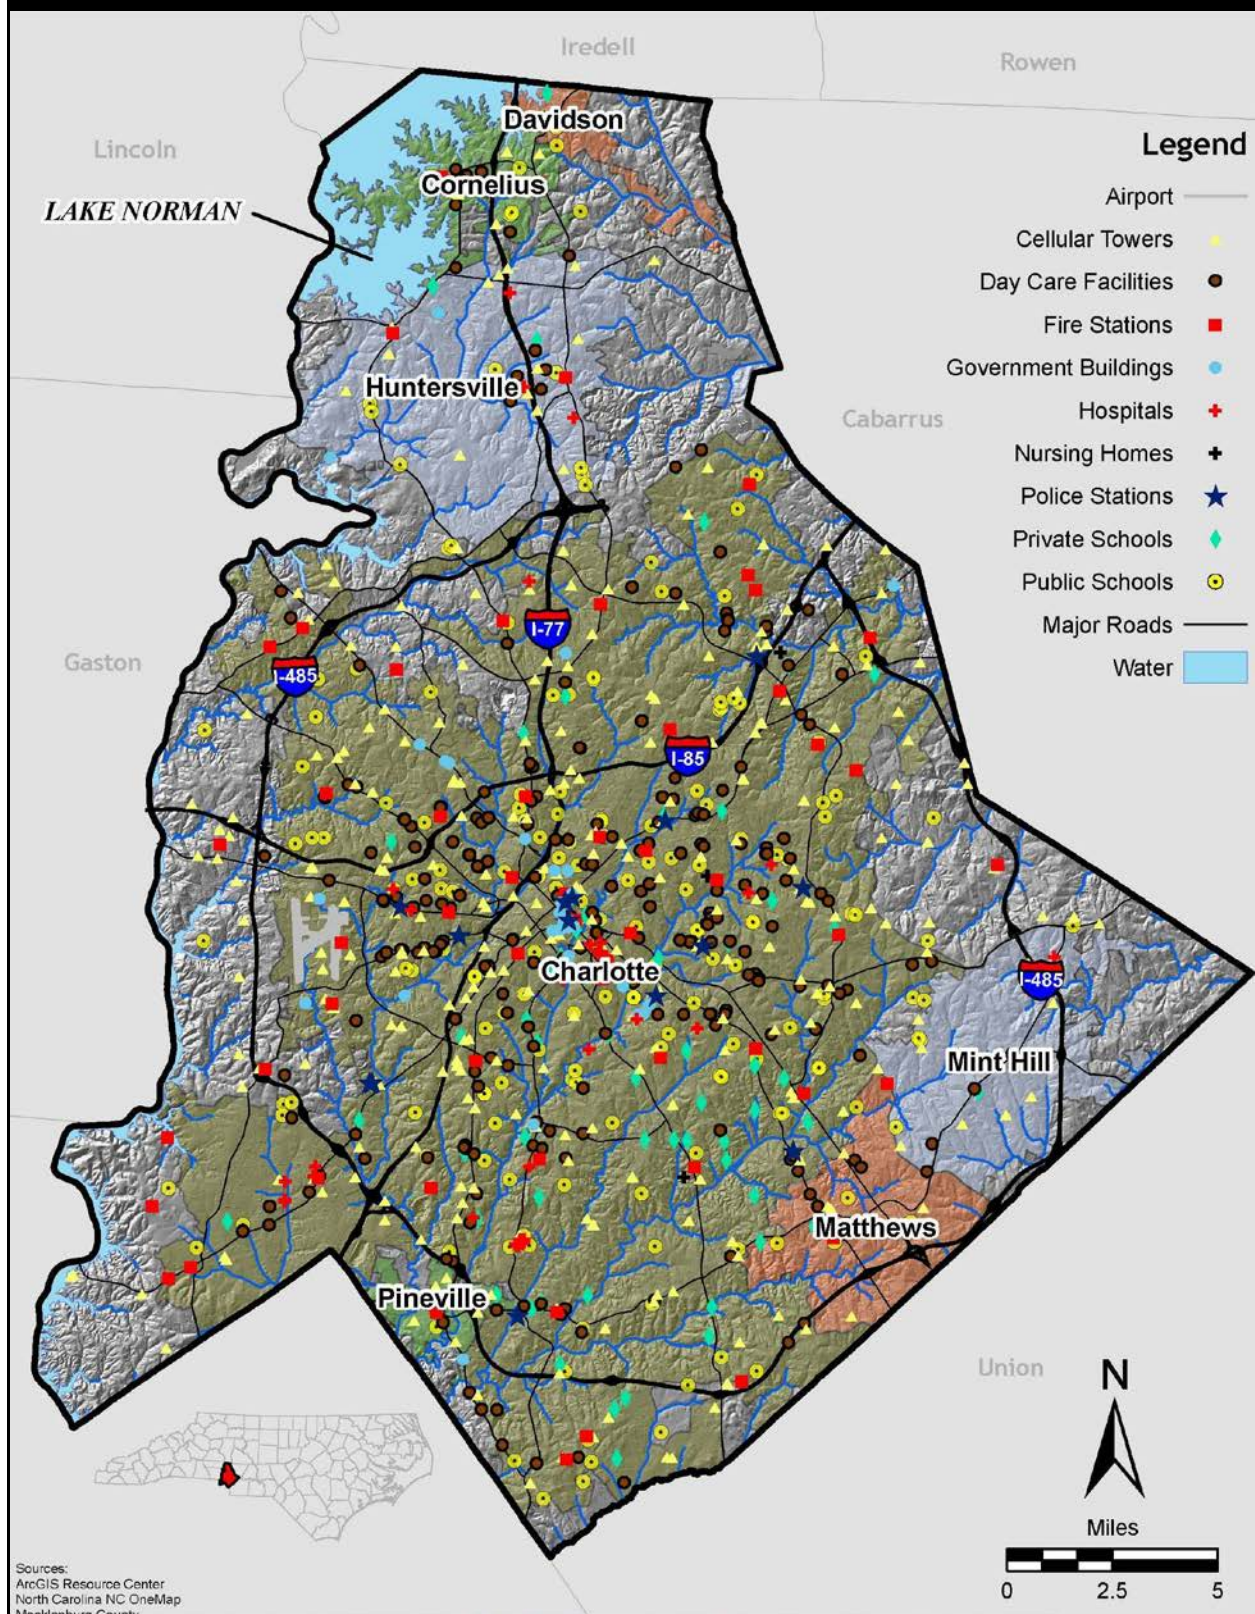 Iredell
Rowen
Davidson
Legend
Lincoln
Cornelius
Airport
LAKE NORMAN
Cellular Towers
Day Care Facilities
Fire Stations
Government Buildings
Huntersville
Hospitals
Cabarrus
Nursing Homes
Police Stations
Private Schools
Public Schools
I-77
Major Roads
Gaston
Water
I-485
I-85
Charlotte
I-485
Mint Hill
Matthews
Pineville
Union
N
Miles
0 2.5 5
Sources:
ArcGIS Resource Center
North Carolina NC OneMap
Mecklenburg County